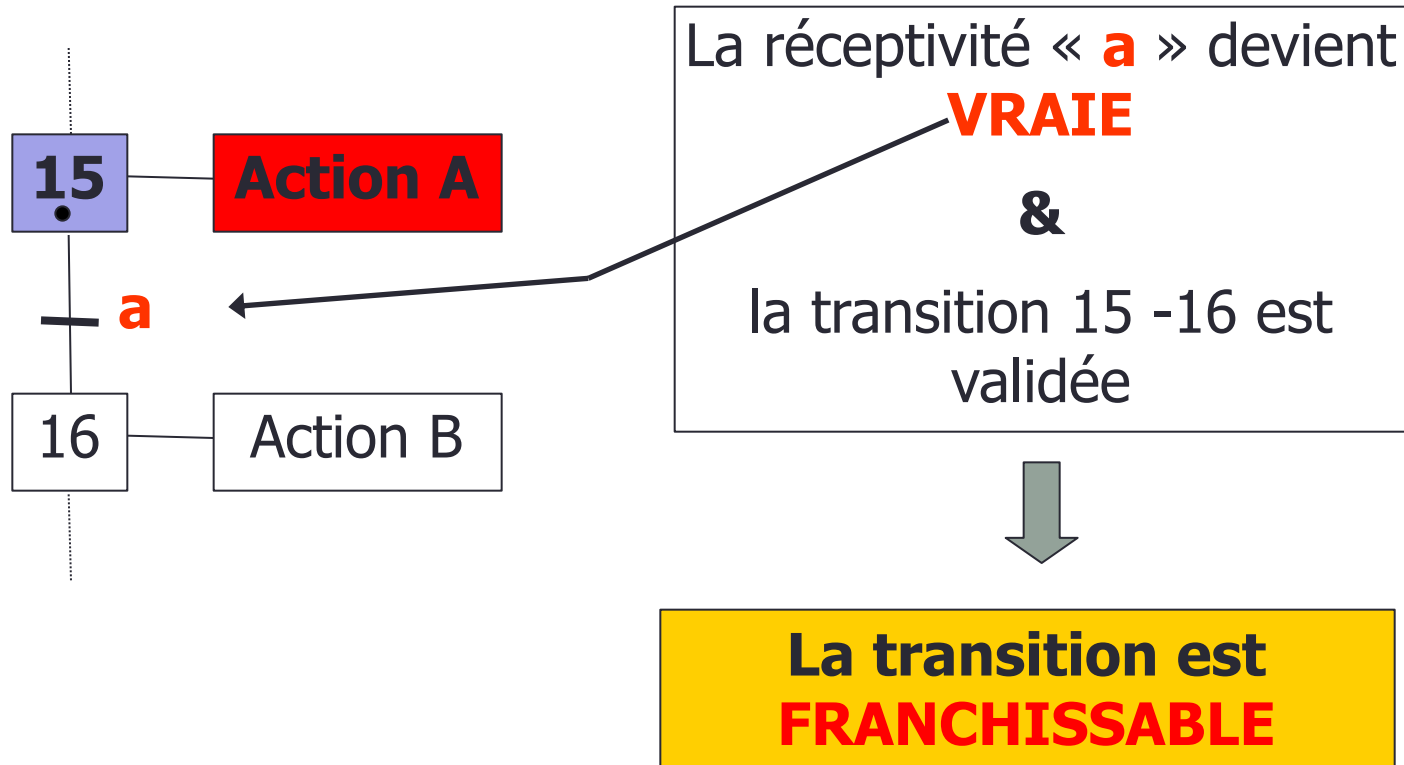 15
Action A
a
16
Action B
La réceptivité « a » devient
VRAIE
&
la transition 15 -16 est
validée
La transition est
FRANCHISSABLE